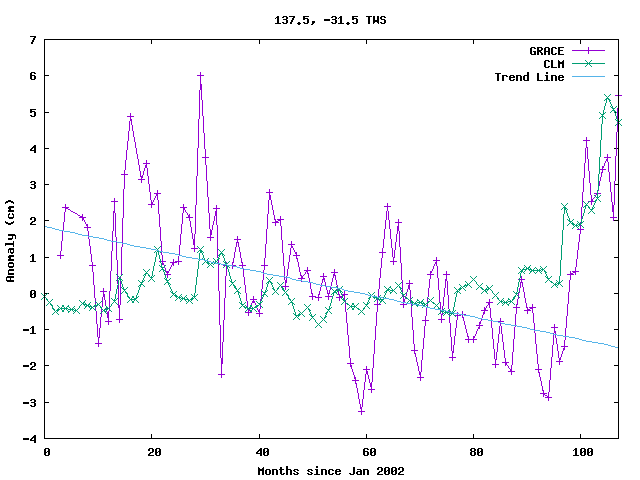 137.5, -31.5 TWS
GRACE
CLM
Trend Line
7
6
5
4
3
2
1
0
-1
-2
-3
-4
Anomaly (cm)
0 20 40 60 80 100
Months since Jan 2002